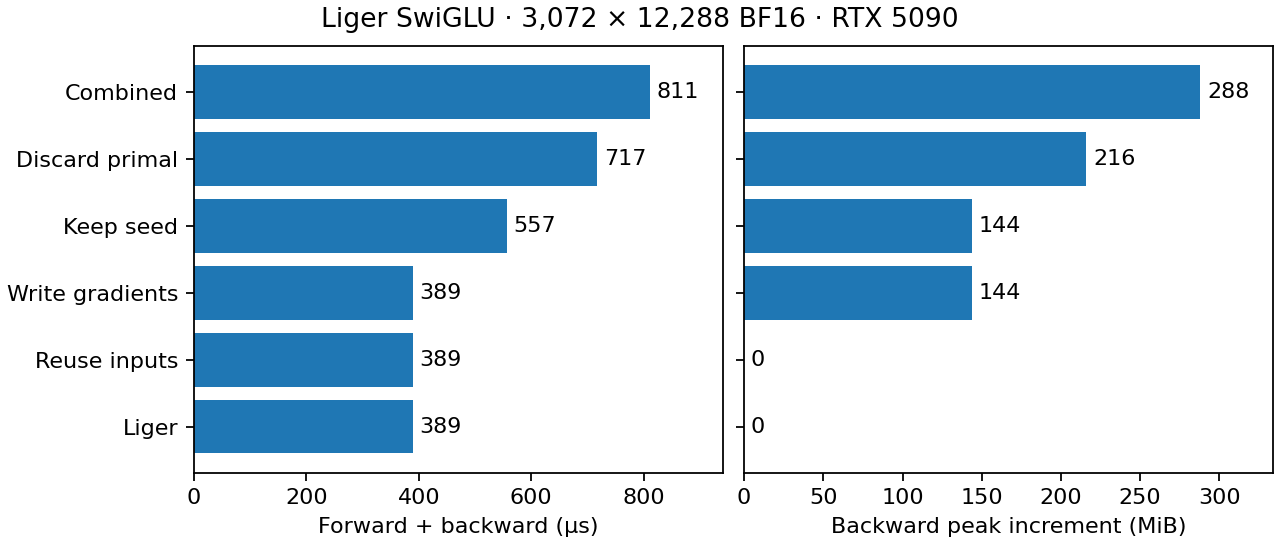 Liger SwiGLU · 3,072 × 12,288 BF16 · RTX 5090
Combined 811 288
Discard primal 717 216
Keep seed 557 144
Write gradients 389 144
Reuse inputs 389 0
Liger 389 0
0 200 400 600 800 0 50 100 150 200 250 300
Forward + backward (µs) Backward peak increment (MiB)